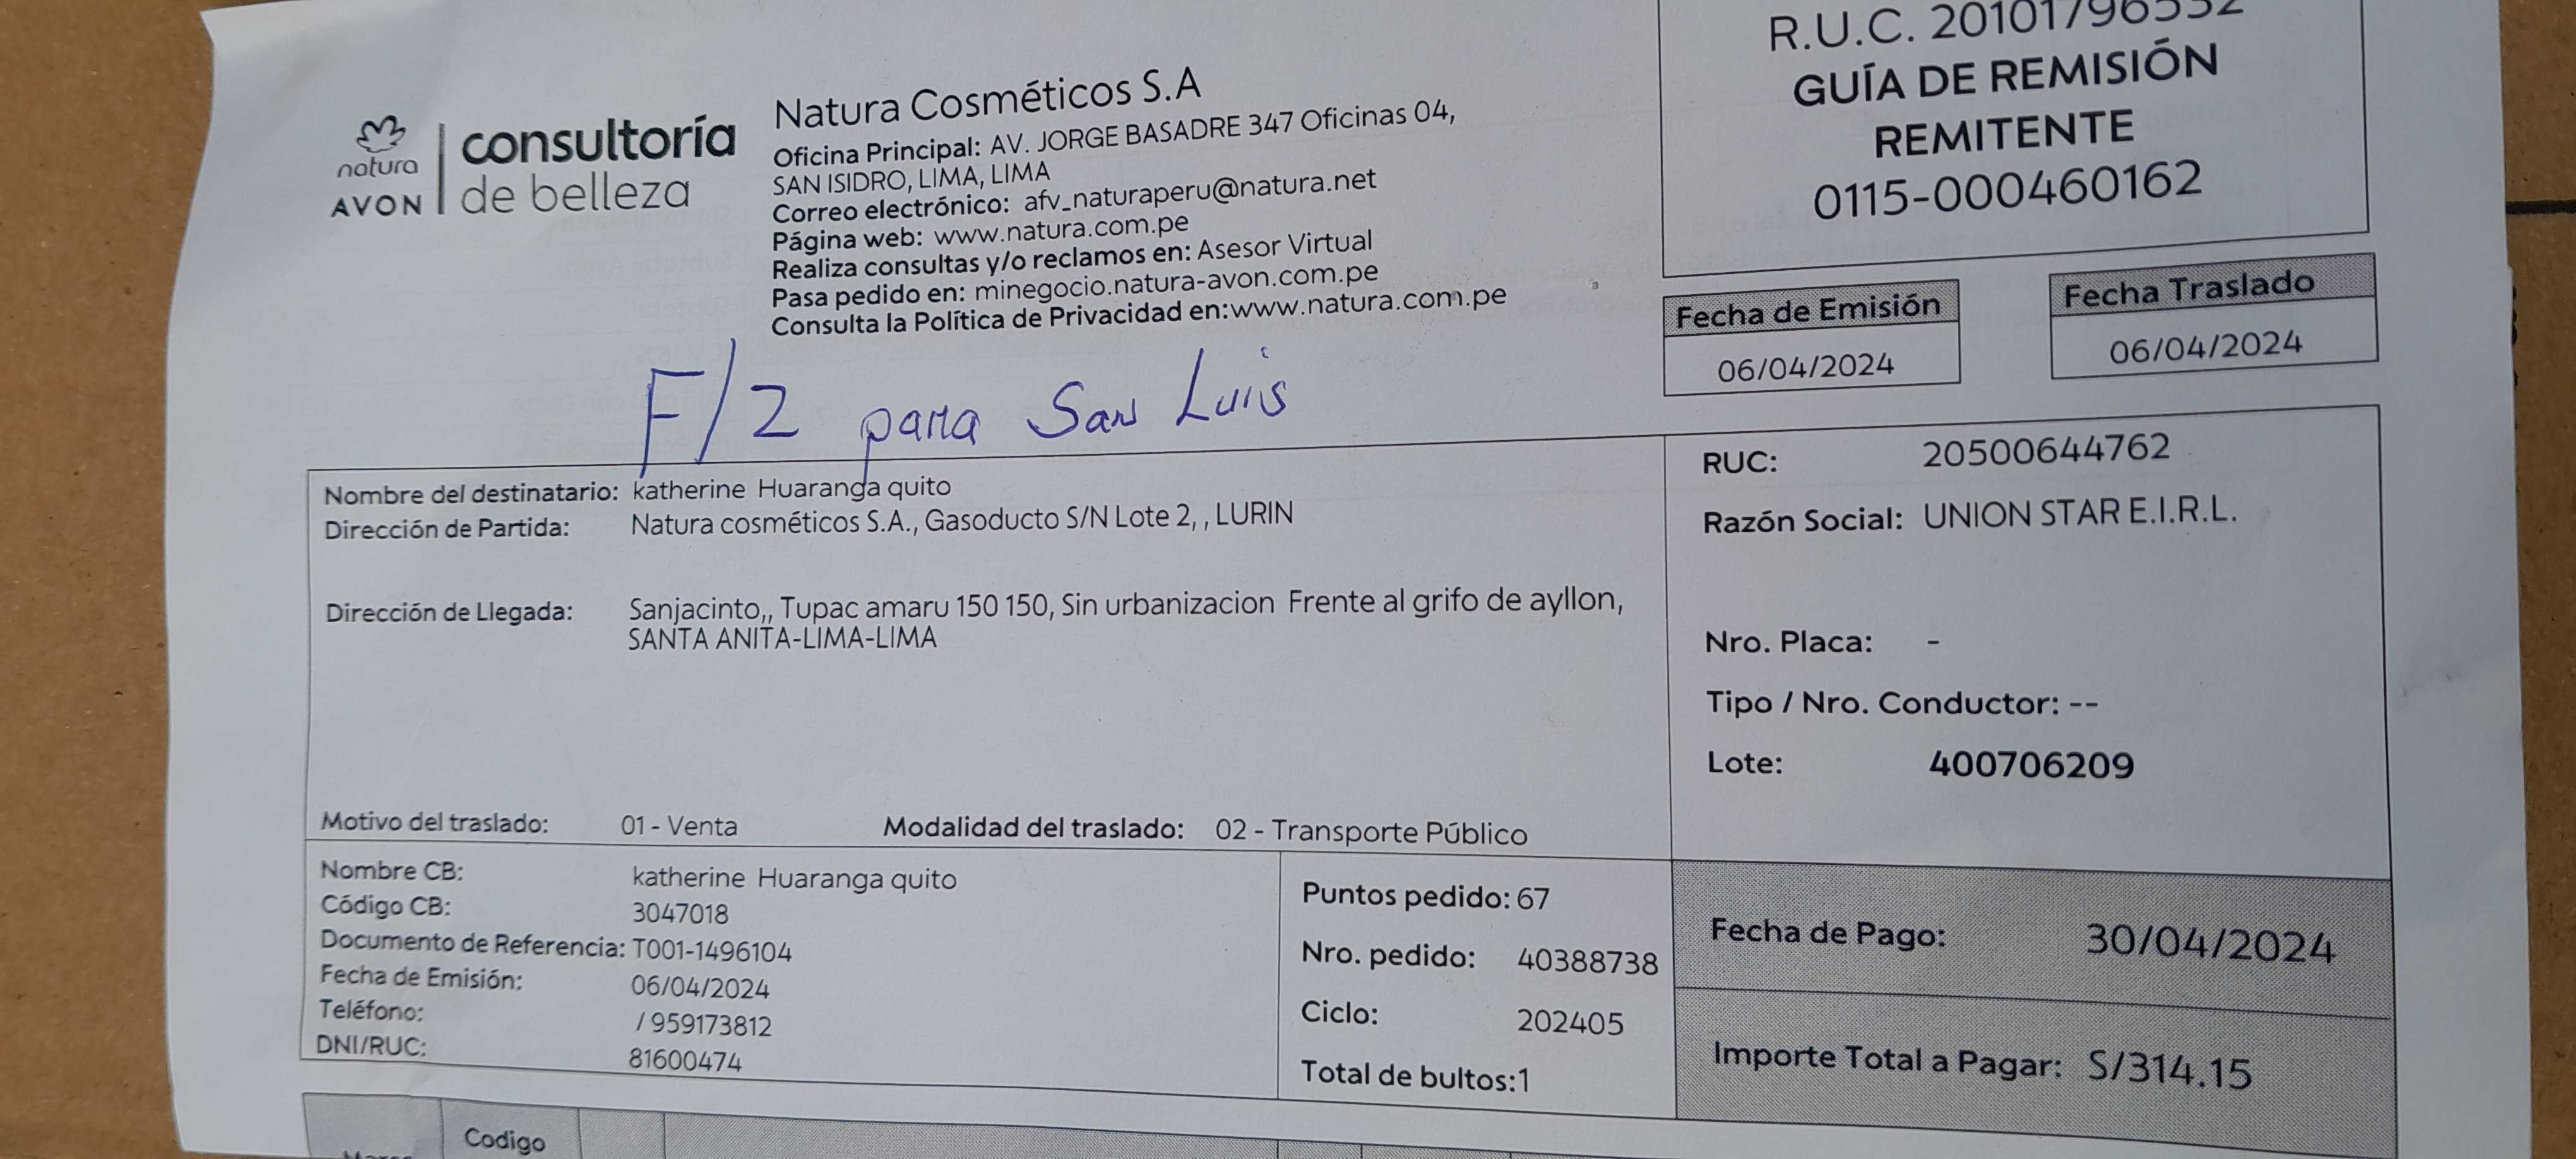 natura
AVON
consultoría
de belleza
Natura Cosméticos S.A
Oficina Principal: AV. JORGE BASADRE 347 Oficinas 04,
SAN ISIDRO, LIMA, LIMA
Correo electrónico: afv_naturaperu@natura.net
Página web: www.natura.com.pe
Realiza consultas y/o reclamos en: Asesor Virtual
Pasa pedido en: minegocio.natura-avon.com.pe
Consulta la Política de Privacidad en:www.natura.com.pe
R.U.C. 20101796532
GUÍA DE REMISIÓN
REMITENTE
0115-000460162
Fecha de Emisión
06/04/2024
Fecha Traslado
06/04/2024
F/2 para San Luis
Nombre del destinatario: katherine Huaranga quito
Dirección de Partida: Natura cosméticos S.A., Gasoducto S/N Lote 2, , LURIN
Dirección de Llegada: Sanjacinto,, Tupac amaru 150 150, Sin urbanizacion Frente al grifo de ayllon,
SANTA ANITA-LIMA-LIMA
Motivo del traslado: 01 - Venta Modalidad del traslado: 02 - Transporte Público
RUC: 20500644762
Razón Social: UNION STAR E.I.R.L.
Nro. Placa: -
Tipo / Nro. Conductor: --
Lote: 400706209
Nombre CB: katherine Huaranga quito
Código CB: 3047018
Documento de Referencia: T001-1496104
Fecha de Emisión: 06/04/2024
Teléfono: / 959173812
DNI/RUC: 81600474
Puntos pedido: 67
Nro. pedido: 40388738
Ciclo: 202405
Total de bultos:1
Fecha de Pago: 30/04/2024
Importe Total a Pagar: S/314.15
Codigo